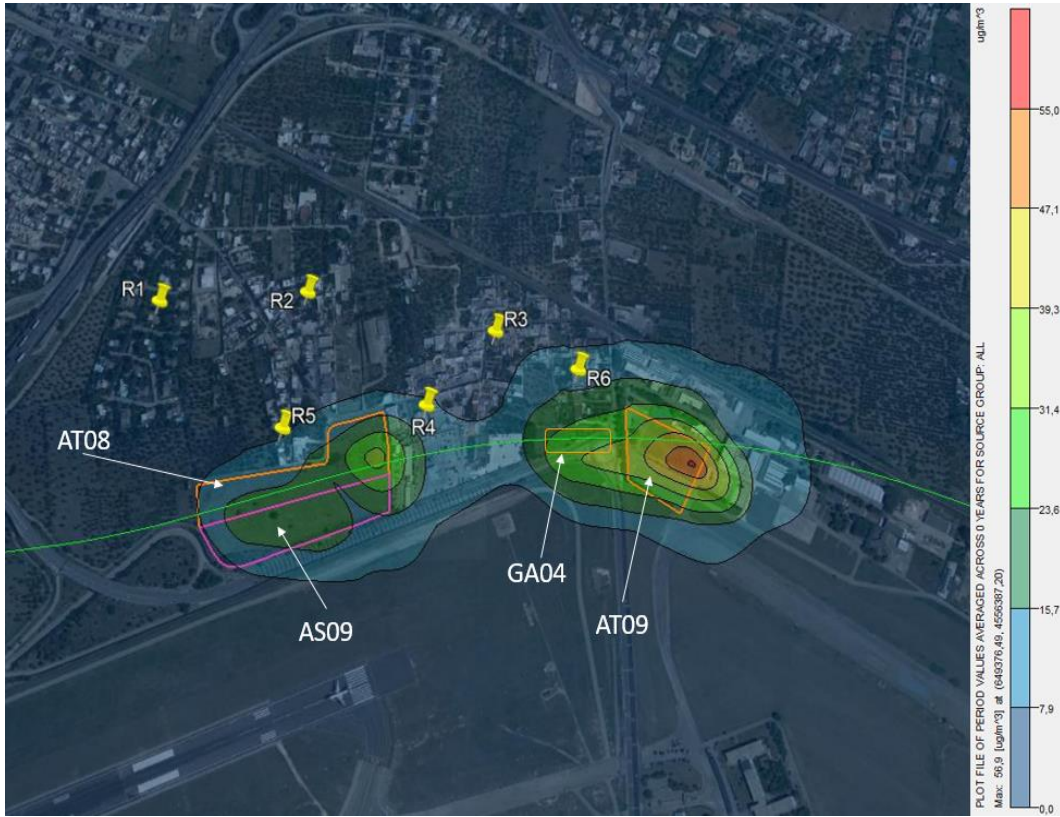 R1
R2
R3
R6
R4
R5
AT08
AS09
GA04
AT09
PLOT FILE OF PERIOD VALUES AVERAGED ACROSS 0 YEARS FOR SOURCE GROUP: ALL
ug/m^3
Max: 56,9 [ug/m^3] at (649376,49, 4556387,20)
55,0
47,1
39,3
31,4
23,6
15,7
7,9
0,0